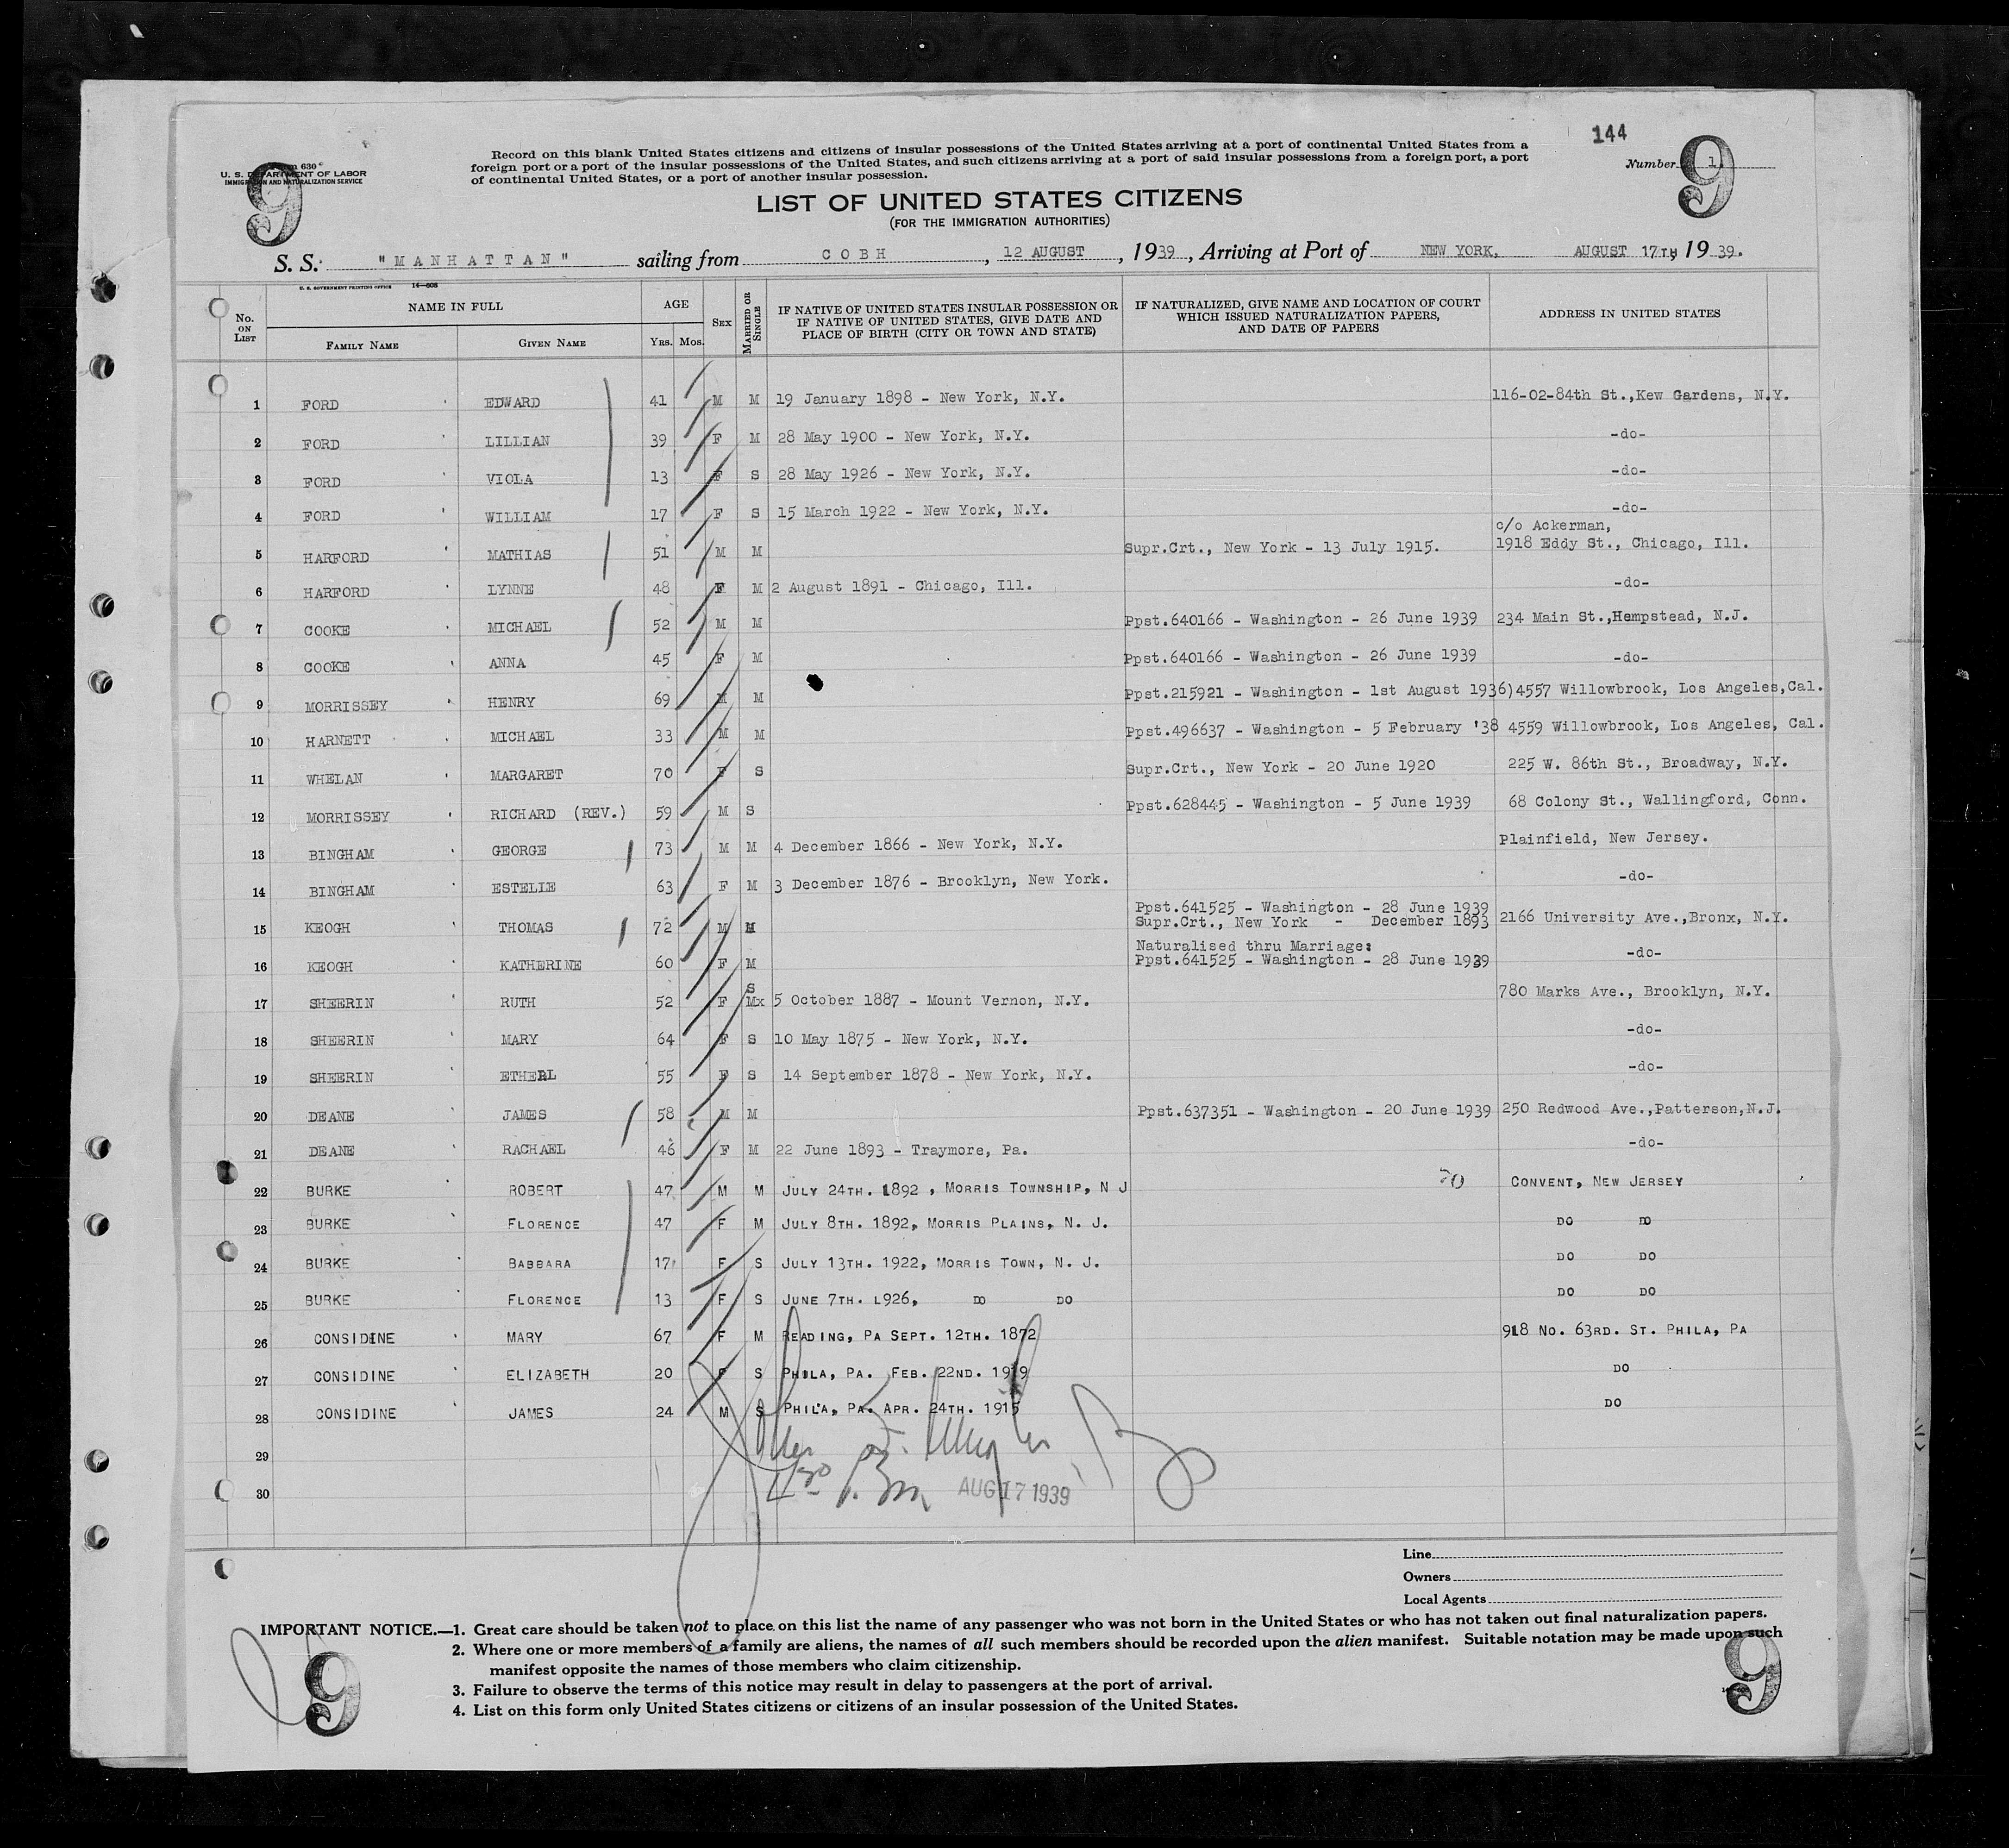 144
Form 630
U. S. DEPARTMENT OF LABOR
IMMIGRATION AND NATURALIZATION SERVICE
9
Record on this blank United States citizens and citizens of insular possessions of the United States arriving at a port of continental United States from a
foreign port or a port of the insular possessions of the United States, and such citizens arriving at a port of said insular possessions from a foreign port, a port
of continental United States, or a port of another insular possession.
Number 1
9
LIST OF UNITED STATES CITIZENS
(FOR THE IMMIGRATION AUTHORITIES)
S. S. "MANHATTAN" sailing from COBH, 12 AUGUST, 1939, Arriving at Port of NEW YORK, AUGUST 17TH, 1939.
U. S. GOVERNMENT PRINTING OFFICE 14-808
No. ON LIST NAME IN FULL AGE SEX MARRIED OR SINGLE IF NATIVE OF UNITED STATES INSULAR POSSESSION OR IF NATIVE OF UNITED STATES, GIVE DATE AND PLACE OF BIRTH (CITY OR TOWN AND STATE) IF NATURALIZED, GIVE NAME AND LOCATION OF COURT WHICH ISSUED NATURALIZATION PAPERS, AND DATE OF PAPERS ADDRESS IN UNITED STATES
FAMILY NAME GIVEN NAME YRS. MOS.
1 FORD EDWARD 41 M M 19 January 1898 - New York, N.Y. 116-02-84th St.,Kew Gardens, N.Y.
2 FORD LILLIAN 39 F M 28 May 1900 - New York, N.Y. -do-
3 FORD VIOLA 13 F S 28 May 1926 - New York, N.Y. -do-
4 FORD WILLIAM 17 F S 15 March 1922 - New York, N.Y. -do-
c/o Ackerman,
5 HARFORD MATHIAS 51 M M Supr.Crt., New York - 13 July 1915. 1918 Eddy St., Chicago, Ill.
6 HARFORD LYNNE 48 F M 2 August 1891 - Chicago, Ill. -do-
7 COOKE MICHAEL 52 M M Ppst.640166 - Washington - 26 June 1939 234 Main St.,Hempstead, N.J.
8 COOKE ANNA 45 F M Ppst.640166 - Washington - 26 June 1939 -do-
9 MORRISSEY HENRY 69 M M Ppst.215921 - Washington - 1st August 1936) 4557 Willowbrook, Los Angeles,Cal.
10 HARNETT MICHAEL 33 M M Ppst.496637 - Washington - 5 February '38 4559 Willowbrook, Los Angeles, Cal.
11 WHELAN MARGARET 70 F S Supr.Crt., New York - 20 June 1920 225 W. 86th St., Broadway, N.Y.
12 MORRISSEY RICHARD (REV.) 59 M S Ppst.628445 - Washington - 5 June 1939 68 Colony St., Wallingford, Conn.
13 BINGHAM GEORGE 73 M M 4 December 1866 - New York, N.Y. Plainfield, New Jersey.
14 BINGHAM ESTELLE 63 F M 3 December 1876 - Brooklyn, New York. -do-
Ppst.641525 - Washington - 28 June 1939
15 KEOGH THOMAS 72 M M Supr.Crt., New York - December 1893 2166 University Ave.,Bronx, N.Y.
Naturalised thru Marriage:
16 KEOGH KATHERINE 60 F M Ppst.641525 - Washington - 28 June 1939 -do-
S
17 SHEERIN RUTH 52 F Mx 5 October 1887 - Mount Vernon, N.Y. 780 Marks Ave., Brooklyn, N.Y.
18 SHEERIN MARY 64 F S 10 May 1875 - New York, N.Y. -do-
19 SHEERIN ETHERL 55 F S 14 September 1878 - New York, N.Y. -do-
20 DEANE JAMES 58 M M Ppst.637351 - Washington - 20 June 1939 250 Redwood Ave.,Patterson,N.J.
21 DEANE RACHAEL 46 F M 22 June 1893 - Traymore, Pa. -do-
22 BURKE ROBERT 47 M M JULY 24TH. 1892 , MORRIS TOWNSHIP, N J CONVENT, NEW JERSEY
23 BURKE FLORENCE 47 F M JULY 8TH. 1892, MORRIS PLAINS, N. J. DO DO
24 BURKE BABBARA 17 F S JULY 13TH. 1922, MORRIS TOWN, N. J. DO DO
25 BURKE FLORENCE 13 F S JUNE 7TH. L926, DO DO DO DO
26 CONSIDINE MARY 67 F M READING, PA SEPT. 12TH. 1872 918 NO. 63RD. ST. PHILA, PA
27 CONSIDINE ELIZABETH 20 F S PHILA, PA. FEB. 22ND. 1919 DO
28 CONSIDINE JAMES 24 M S PHILA, PA. APR. 24TH. 1915 DO
29
30 AUG 17 1939
Line
Owners
Local Agents
IMPORTANT NOTICE.—1. Great care should be taken not to place on this list the name of any passenger who was not born in the United States or who has not taken out final naturalization papers.
2. Where one or more members of a family are aliens, the names of all such members should be recorded upon the alien manifest. Suitable notation may be made upon such
manifest opposite the names of those members who claim citizenship.
3. Failure to observe the terms of this notice may result in delay to passengers at the port of arrival.
4. List on this form only United States citizens or citizens of an insular possession of the United States.
9
9